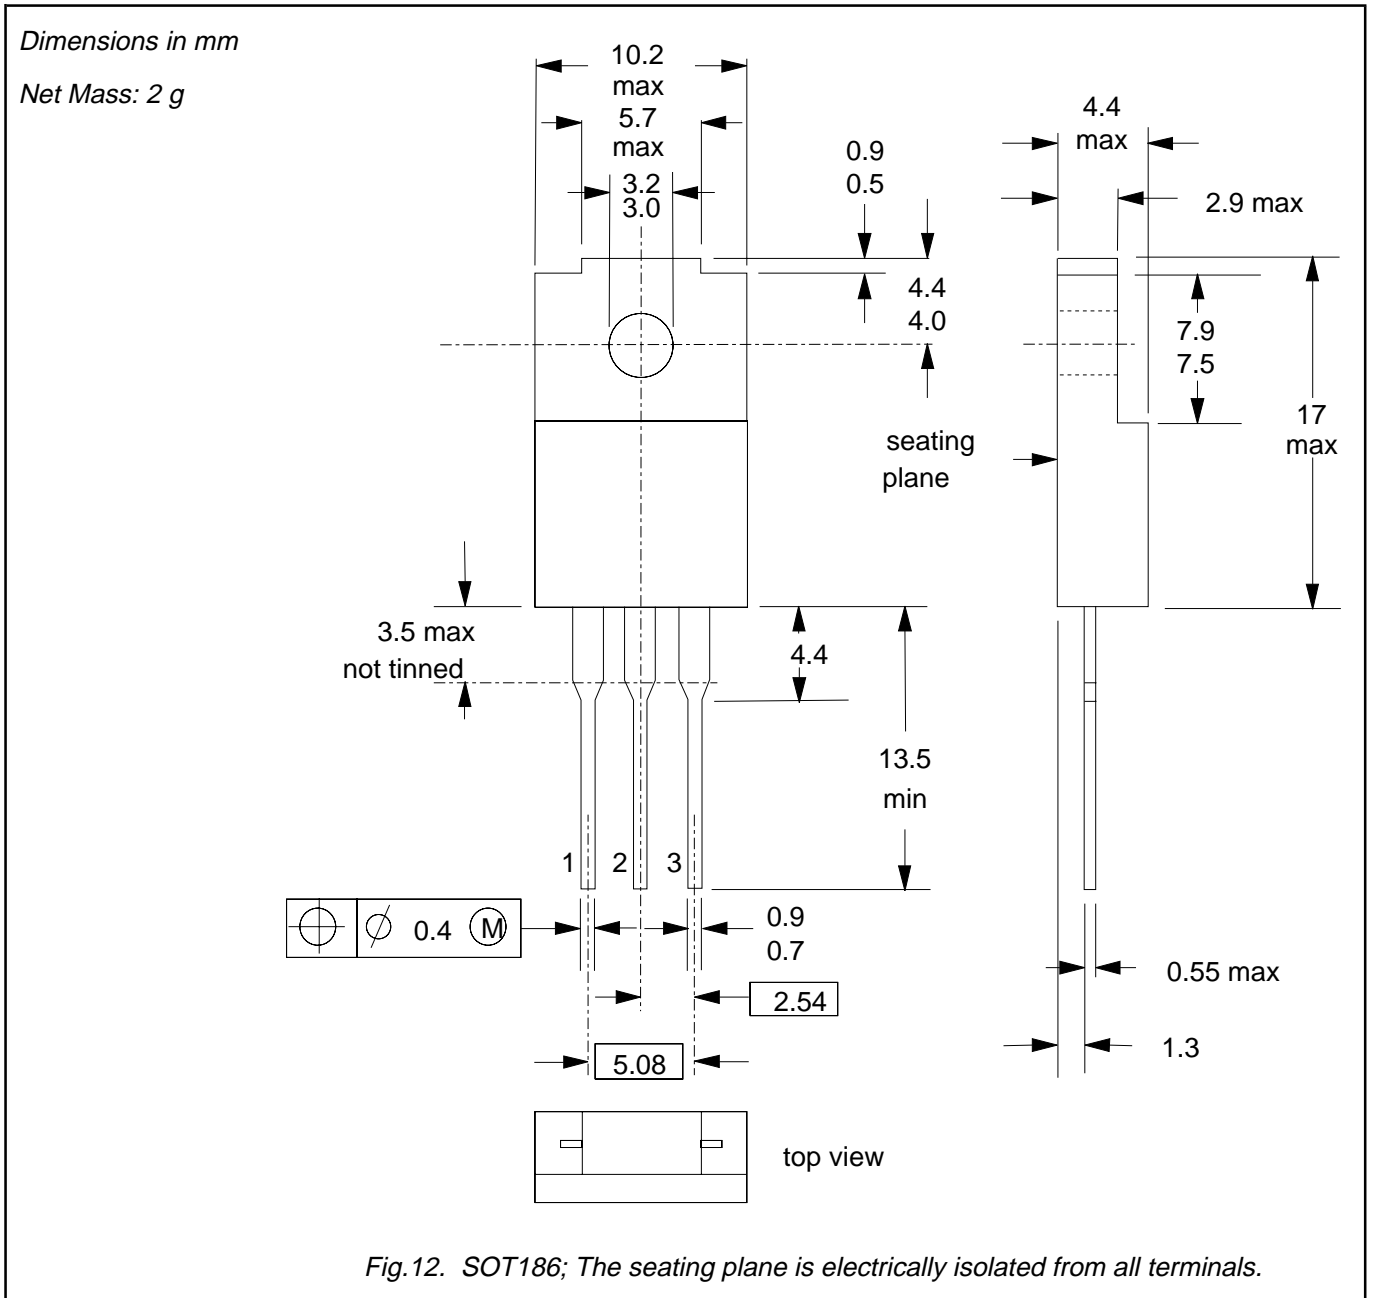 Dimensions in mm
Net Mass: 2 g
10.2
max
5.7
max
3.2
3.0
0.9
0.5
4.4
4.0
seating
plane
3.5 max
not tinned
4.4
13.5
min
1 2 3
0.4 M
0.9
0.7
2.54
5.08
top view
4.4
max
2.9 max
7.9
7.5
17
max
0.55 max
1.3
Fig.12. SOT186; The seating plane is electrically isolated from all terminals.